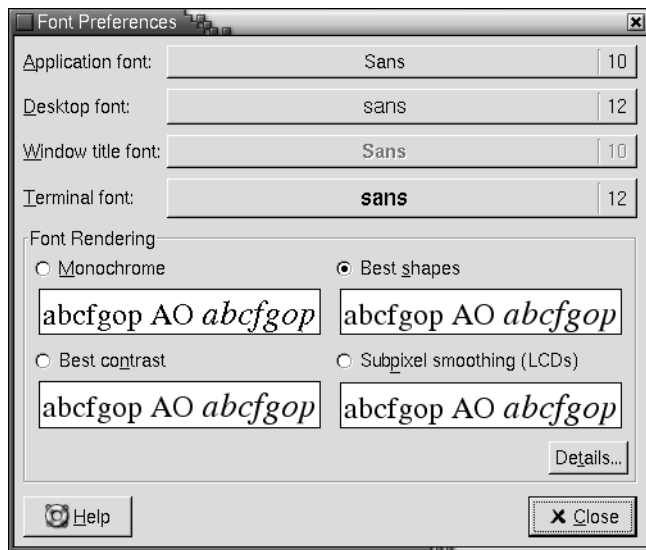 Font Preferences
Application font: Sans 10
Desktop font: sans 12
Window title font: Sans 10
Terminal font: sans 12
Font Rendering
Monochrome Best shapes
abcfgop AO abcfgop abcfgop AO abcfgop
Best contrast Subpixel smoothing (LCDs)
abcfgop AO abcfgop abcfgop AO abcfgop
Details...
Help Close